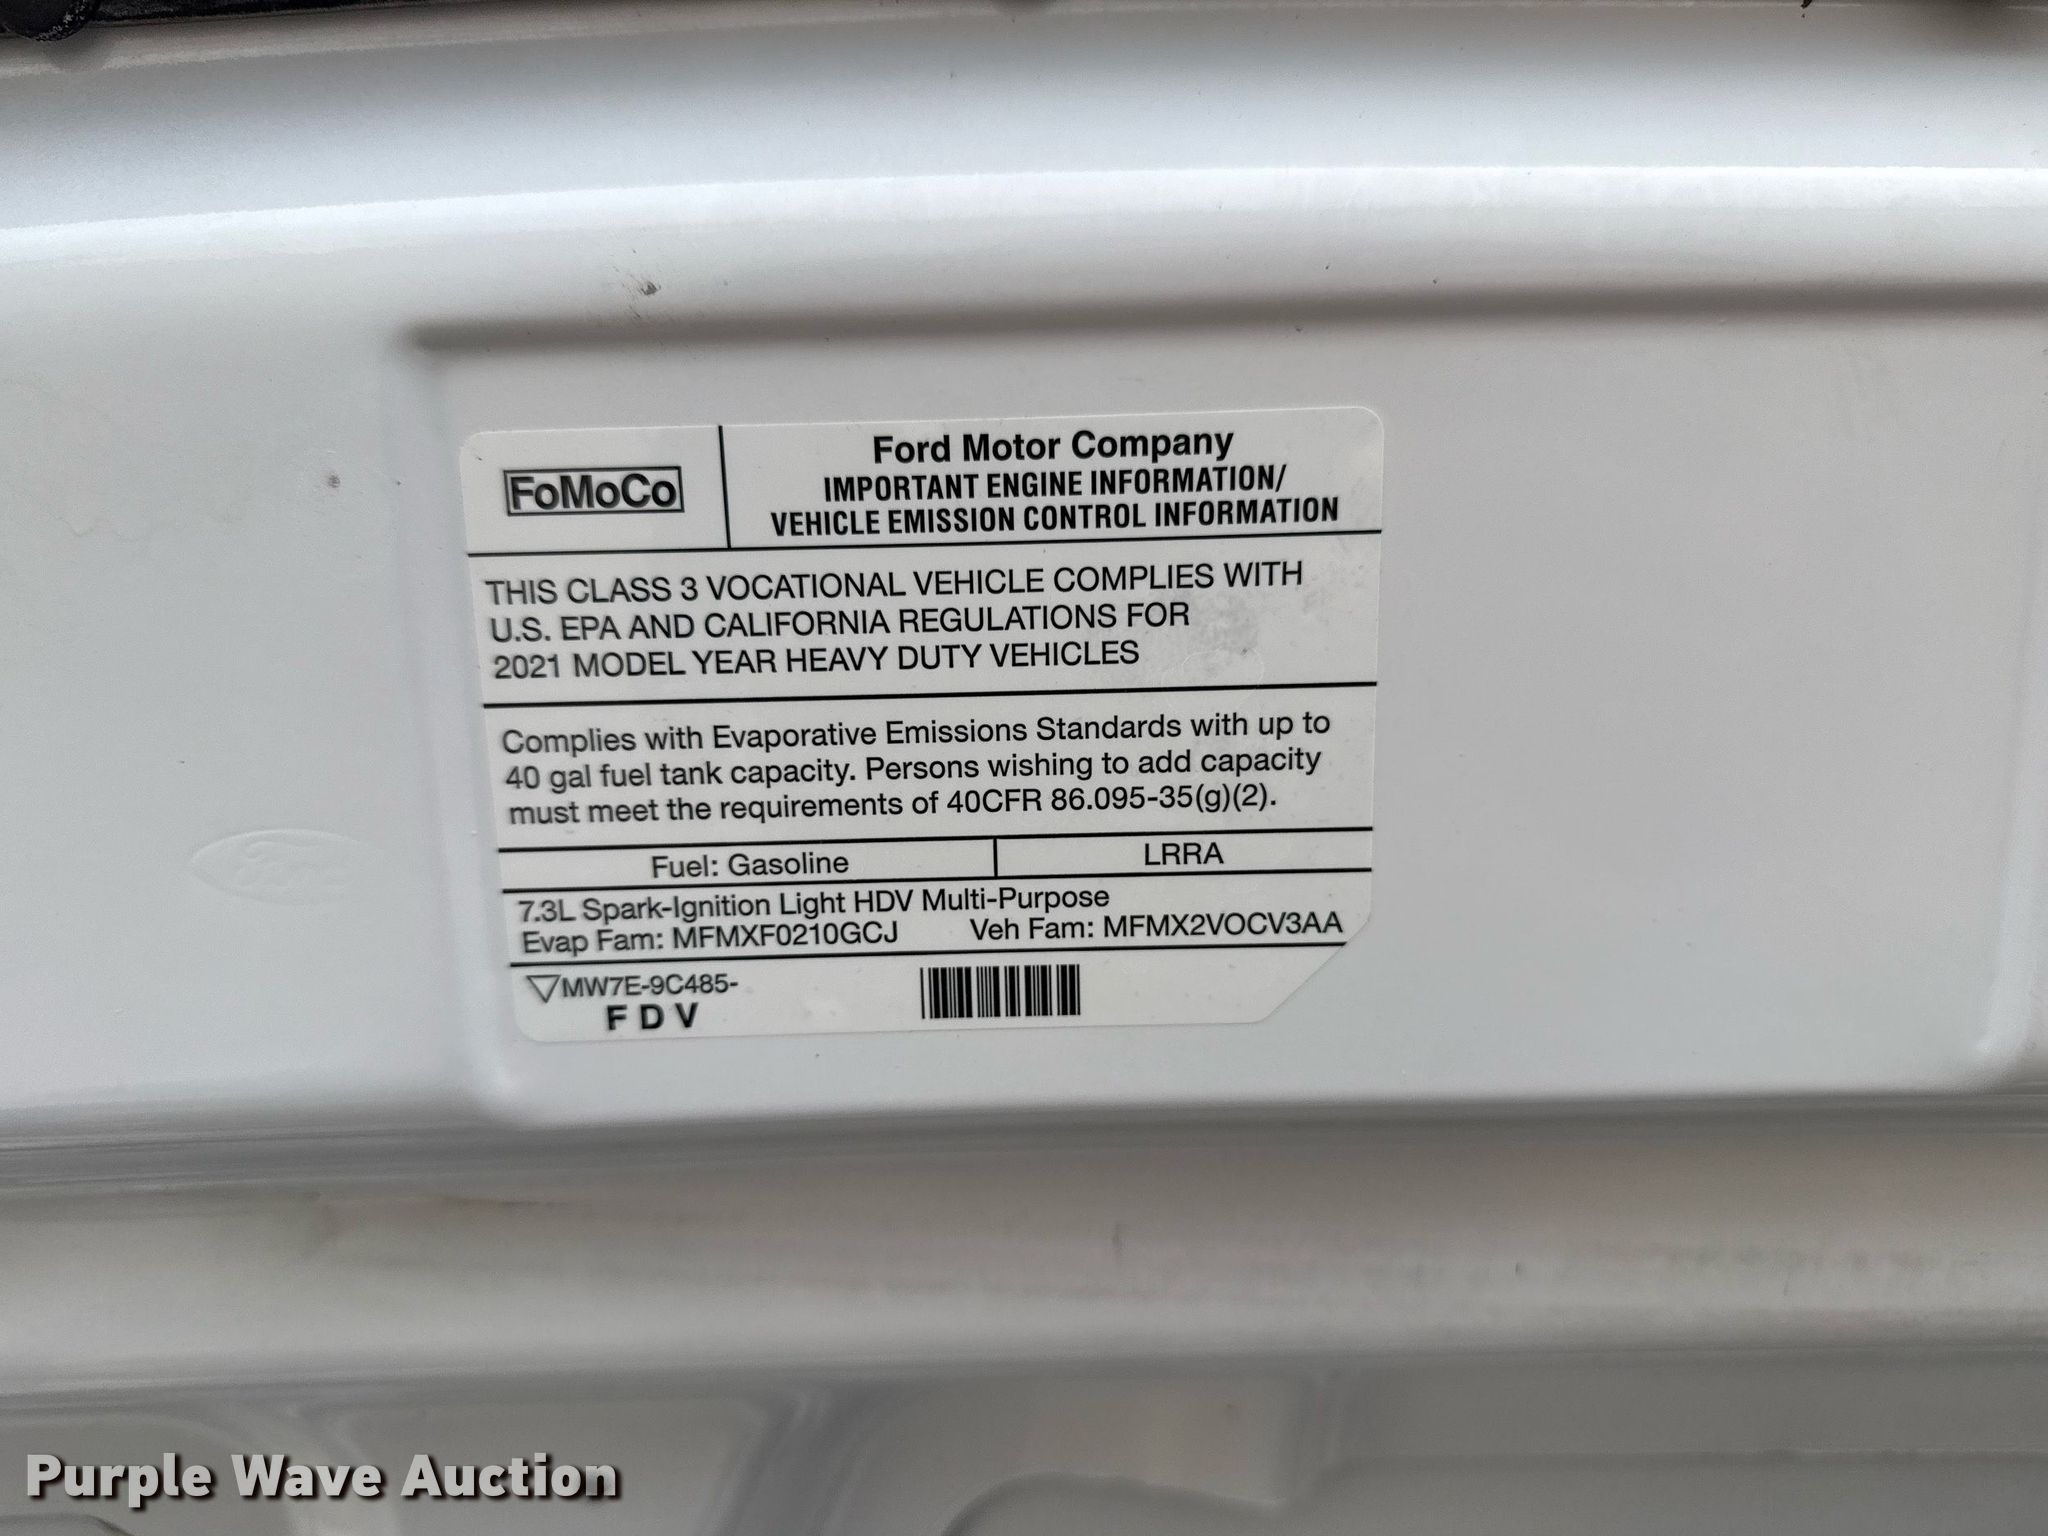 FoMoCo
Ford Motor Company
IMPORTANT ENGINE INFORMATION/
VEHICLE EMISSION CONTROL INFORMATION
THIS CLASS 3 VOCATIONAL VEHICLE COMPLIES WITH
U.S. EPA AND CALIFORNIA REGULATIONS FOR
2021 MODEL YEAR HEAVY DUTY VEHICLES
Complies with Evaporative Emissions Standards with up to
40 gal fuel tank capacity. Persons wishing to add capacity
must meet the requirements of 40CFR 86.095-35(g)(2).
Fuel: Gasoline LRRA
7.3L Spark-Ignition Light HDV Multi-Purpose
Evap Fam: MFMXF0210GCJ Veh Fam: MFMX2VOCV3AA
MW7E-9C485-
F D V
Ford
Purple Wave Auction